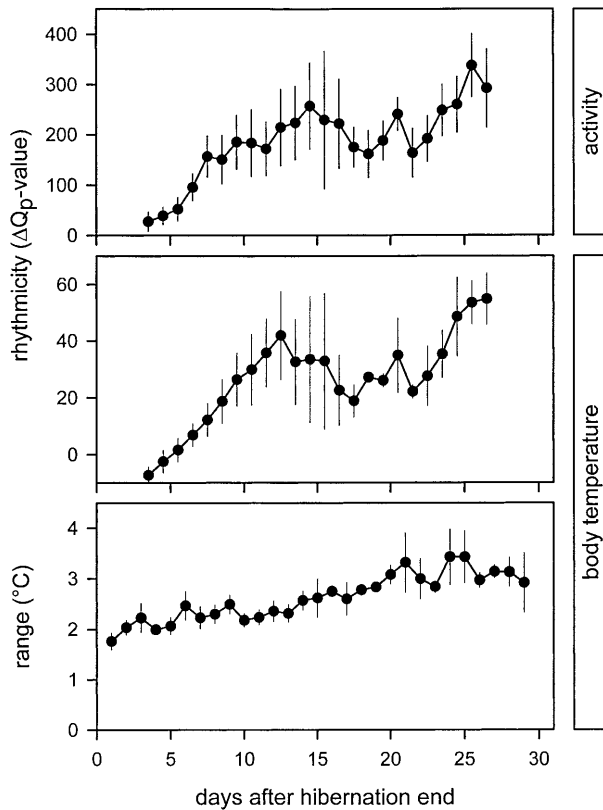 400
300
200
100
0
activity
rhythmicity (ΔQp-value)
60
40
20
0
body temperature
4
3
2
1
0
range (°C)
0 5 10 15 20 25 30
days after hibernation end